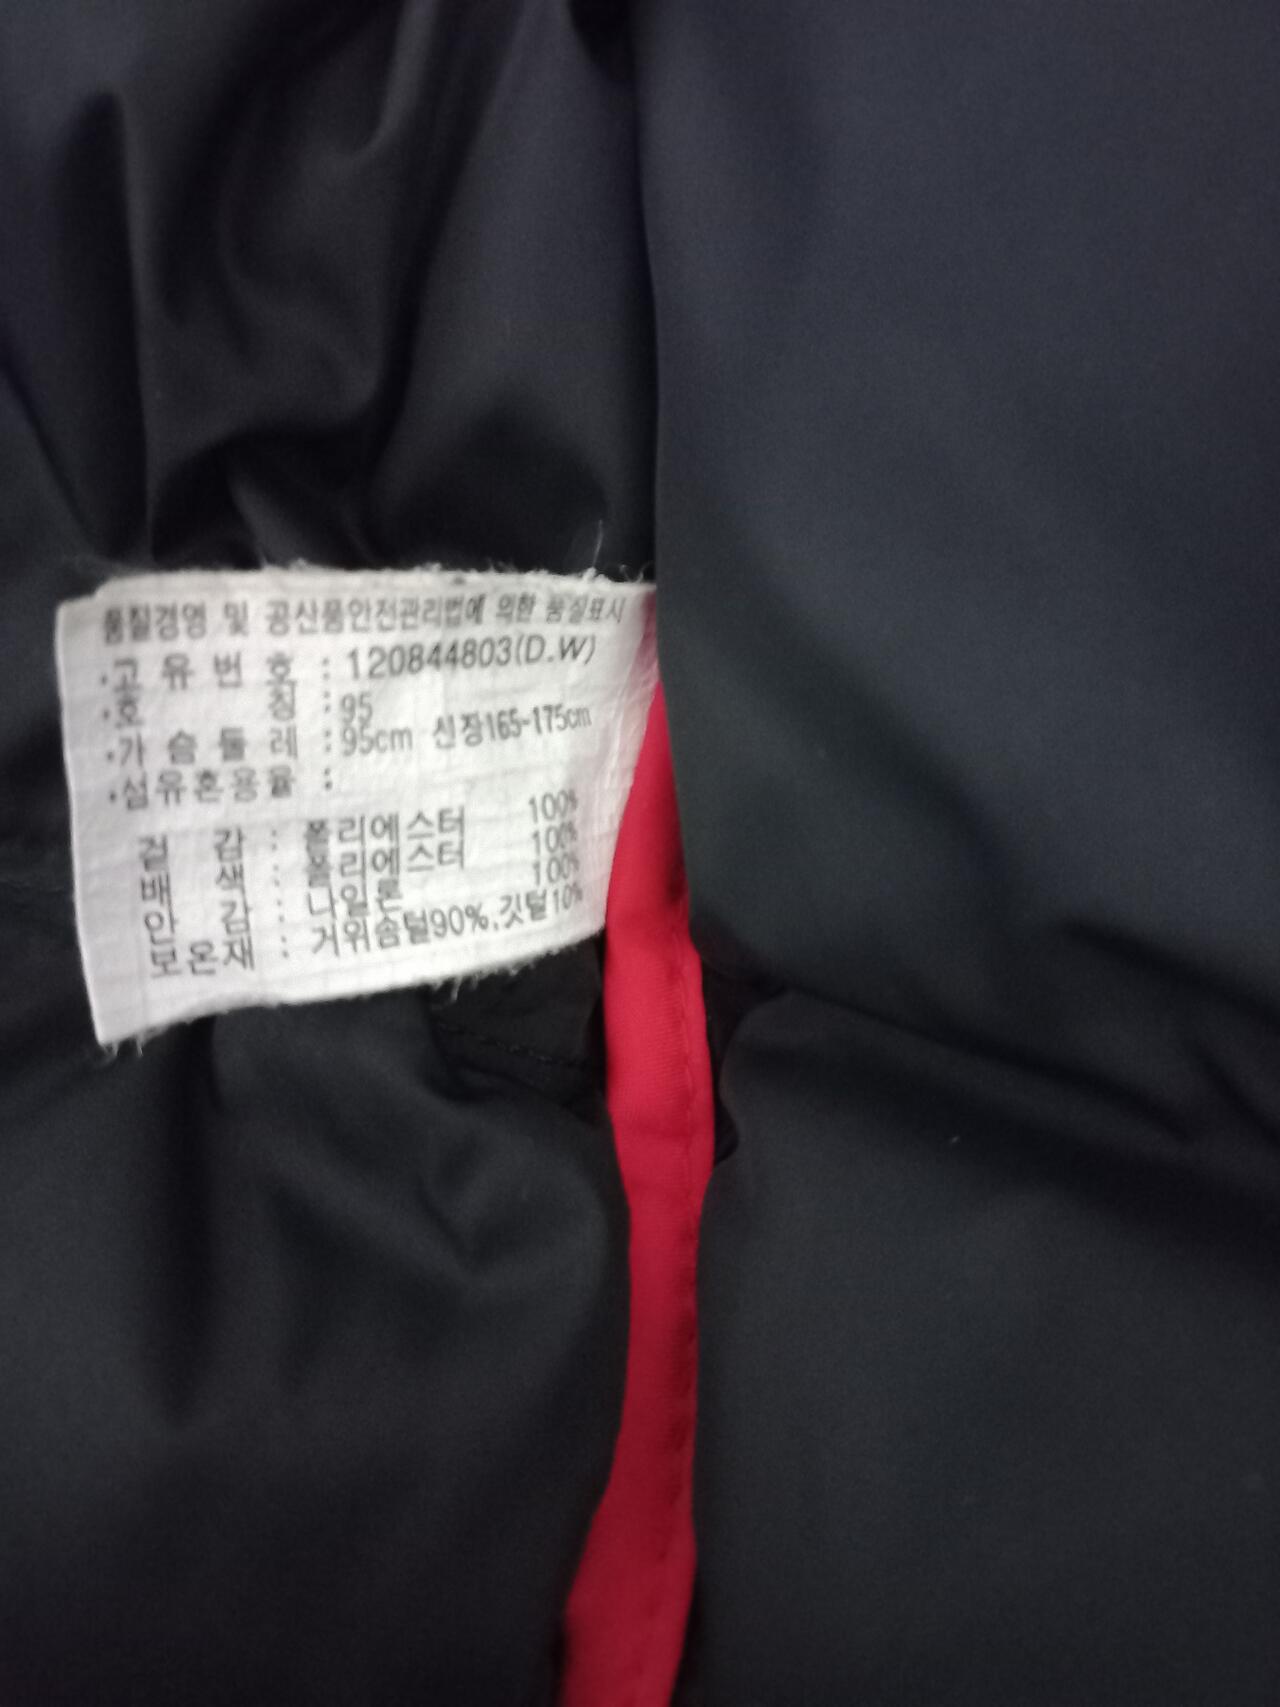 품질경영 및 공산품안전관리법에 의한 품질표시
·고 유 번 호 : 120844803(D.W)
·호 칭 : 95
·가 슴 둘 레 : 95cm 신장165-175cm
·섬유혼용율 :
겉 감 : 폴리에스터 100%
배 색 : 폴리에스터 100%
안 감 : 나일론 100%
보 온 재 : 거위솜털90%,깃털10%